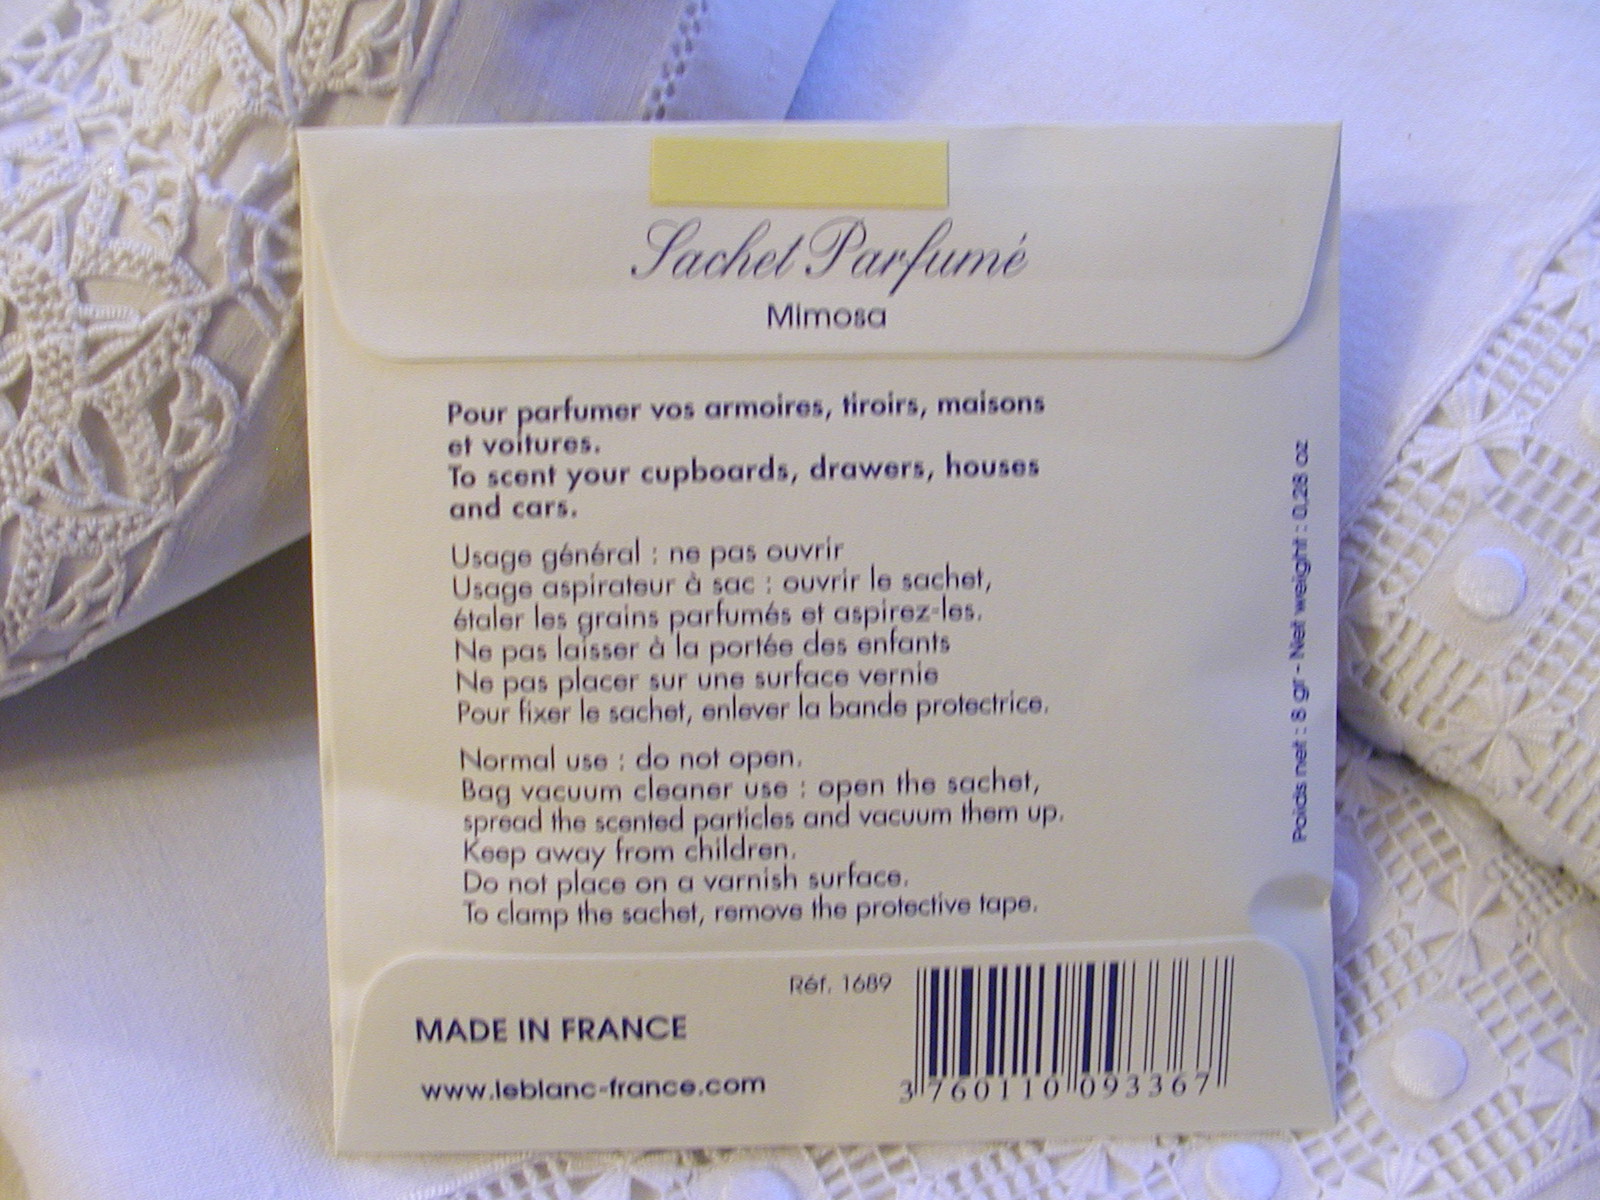 Sachet Parfumé
Mimosa
Pour parfumer vos armoires, tiroirs, maisons
et voitures.
To scent your cupboards, drawers, houses
and cars.
Usage général : ne pas ouvrir
Usage aspirateur à sac : ouvrir le sachet,
étaler les grains parfumés et aspirez-les.
Ne pas laisser à la portée des enfants
Ne pas placer sur une surface vernie
Pour fixer le sachet, enlever la bande protectrice.
Normal use : do not open.
Bag vacuum cleaner use : open the sachet,
spread the scented particles and vacuum them up.
Keep away from children.
Do not place on a varnish surface.
To clamp the sachet, remove the protective tape.
Poids net : 8 gr - Net weight : 0.28 oz
Réf. 1689
MADE IN FRANCE
www.leblanc-france.com
3 760110 093367